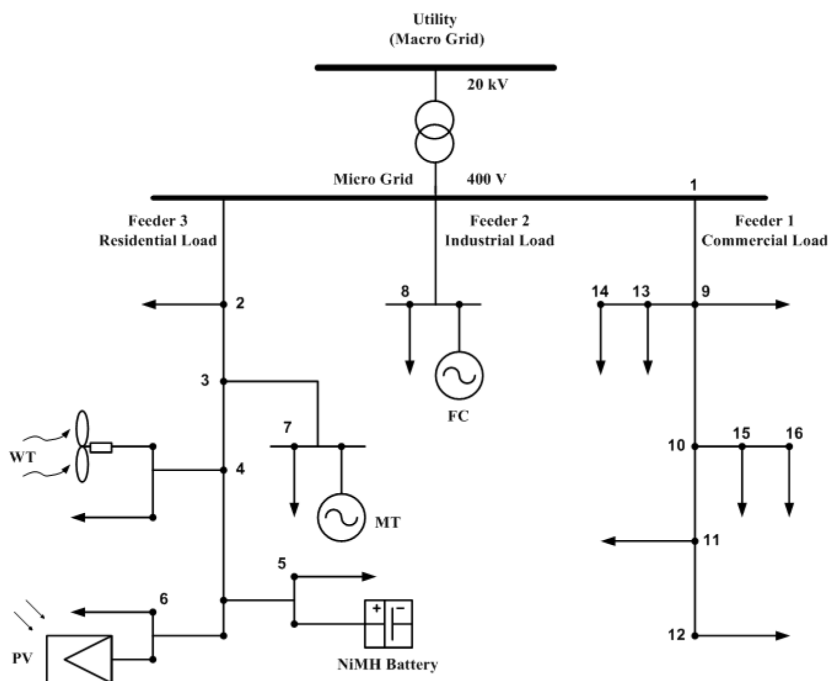 Utility
(Macro Grid)
20 kV
Micro Grid
400 V
1
Feeder 3
Residential Load
Feeder 2
Industrial Load
Feeder 1
Commercial Load
2
8
14
13
9
3
FC
7
10
15
16
WT
4
MT
11
5
6
+
−
12
PV
NiMH Battery